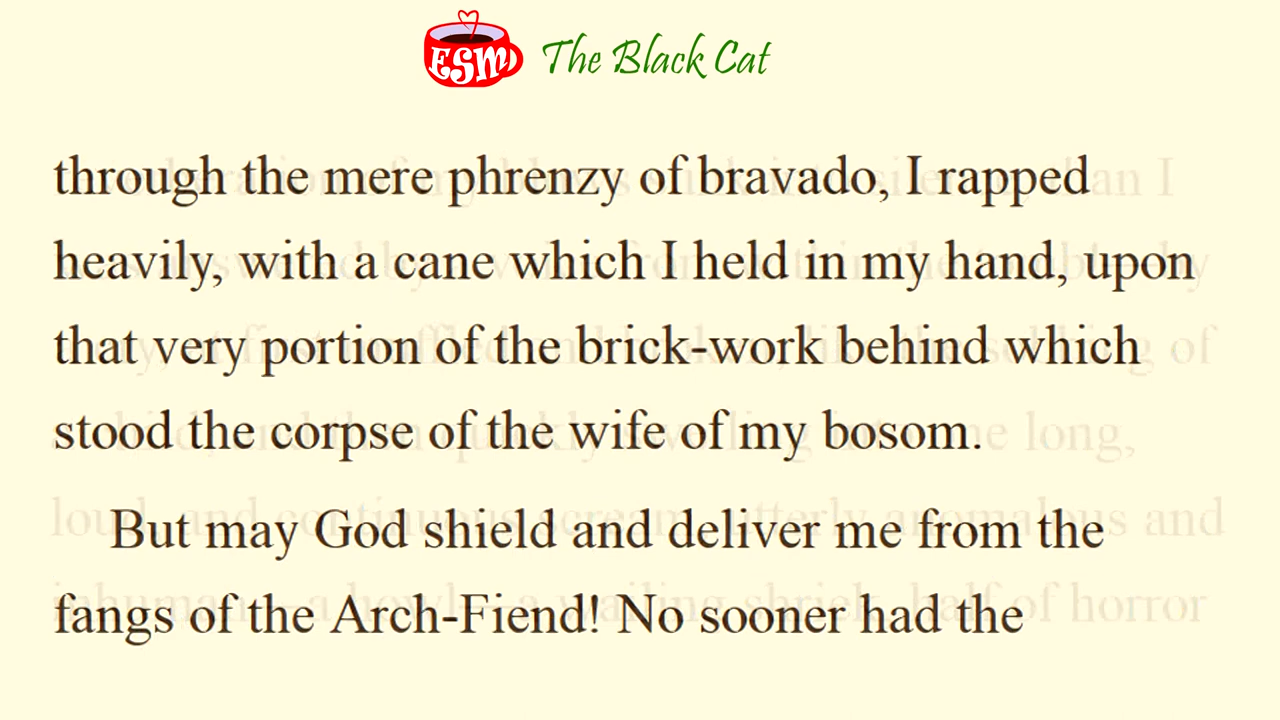 ESM The Black Cat
through the mere phrenzy of bravado, I rapped
heavily, with a cane which I held in my hand, upon
that very portion of the brick-work behind which
stood the corpse of the wife of my bosom.
But may God shield and deliver me from the
fangs of the Arch-Fiend! No sooner had the